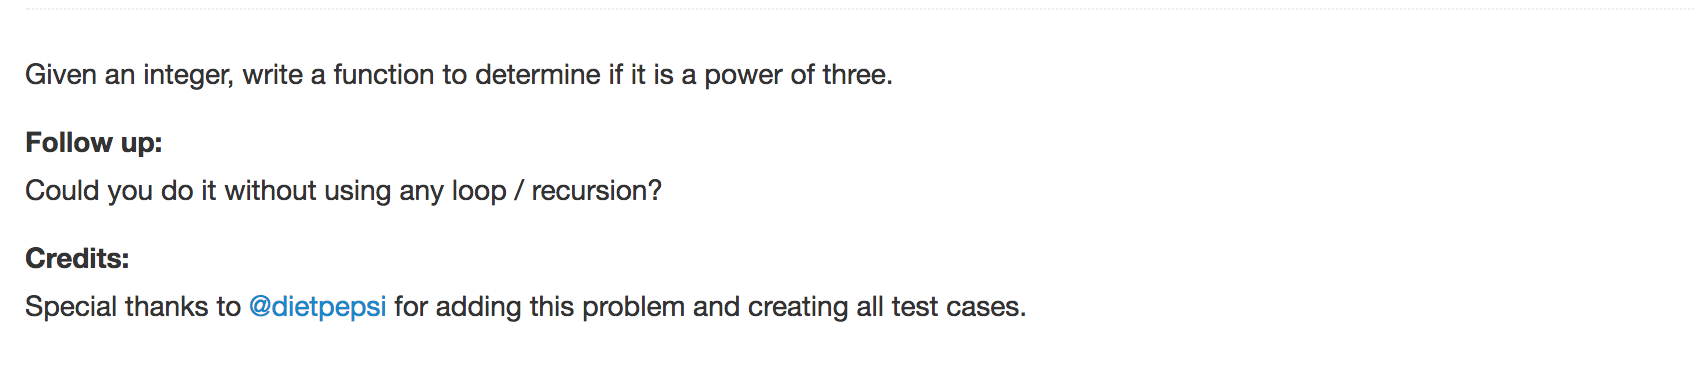 Given an integer, write a function to determine if it is a power of three.
Follow up:
Could you do it without using any loop / recursion?
Credits:
Special thanks to @dietpepsi for adding this problem and creating all test cases.